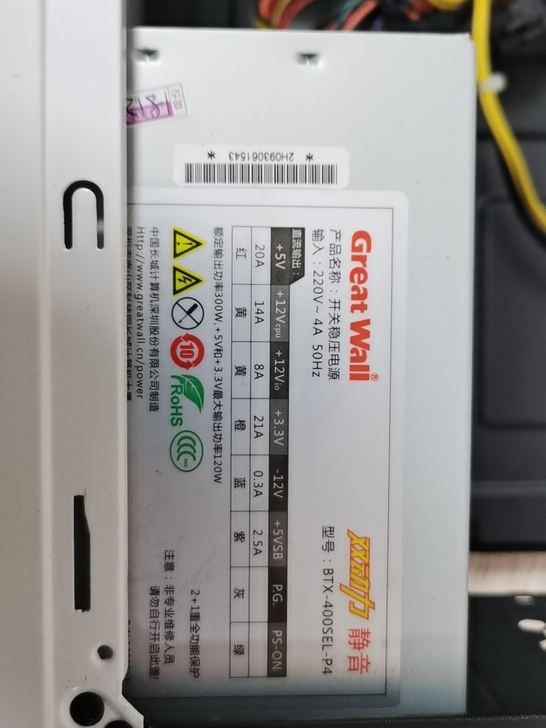 *2H093061543*
Great Wall®
双动力 静音
产品名称：开关稳压电源
型号：BTX-400SEL-P4
输入：220V~ 4A 50Hz
直流输出：
+5V +12Vcpu +12Vio +3.3V -12V +5VSB P.G. PS-ON
20A 14A 8A 21A 0.3A 2.5A
红 黄 黄 橙 蓝 紫 灰 绿
额定输出功率300W,+5V和+3.3V最大输出功率120W
2+1重全功能保护
10
RoHS
CCC
注意：非专业维修人员
请勿自行开启此盒!
中国长城计算机深圳股份有限公司制造
Http://www.greatwall.cn/power